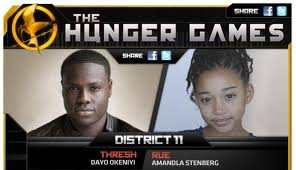 THE
HUNGER GAMES
SHARE
SHARE
DISTRICT 11
THRESH RUE
DAYO OKENIYI AMANDLA STENBERG